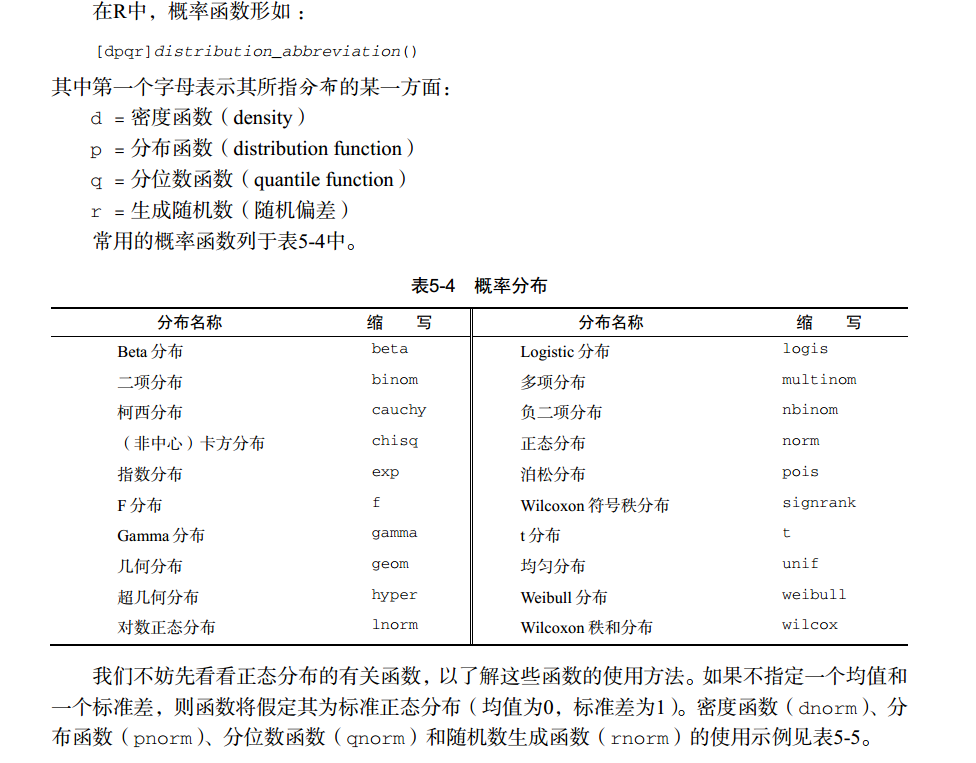 在R中，概率函数形如：
[dpqr]distribution_abbreviation()
其中第一个字母表示其所指分布的某一方面：
d = 密度函数（density）
p = 分布函数（distribution function）
q = 分位数函数（quantile function）
r = 生成随机数（随机偏差）
常用的概率函数列于表5-4中。
表5-4 概率分布
分布名称 缩 写 分布名称 缩 写
Beta 分布 beta Logistic 分布 logis
二项分布 binom 多项分布 multinom
柯西分布 cauchy 负二项分布 nbinom
（非中心）卡方分布 chisq 正态分布 norm
指数分布 exp 泊松分布 pois
F 分布 f Wilcoxon 符号秩分布 signrank
Gamma 分布 gamma t 分布 t
几何分布 geom 均匀分布 unif
超几何分布 hyper Weibull 分布 weibull
对数正态分布 lnorm Wilcoxon 秩和分布 wilcox
我们不妨先看看正态分布的有关函数，以了解这些函数的使用方法。如果不指定一个均值和
一个标准差，则函数将假定其为标准正态分布（均值为0，标准差为1）。密度函数（dnorm）、分
布函数（pnorm）、分位数函数（qnorm）和随机数生成函数（rnorm）的使用示例见表5-5。